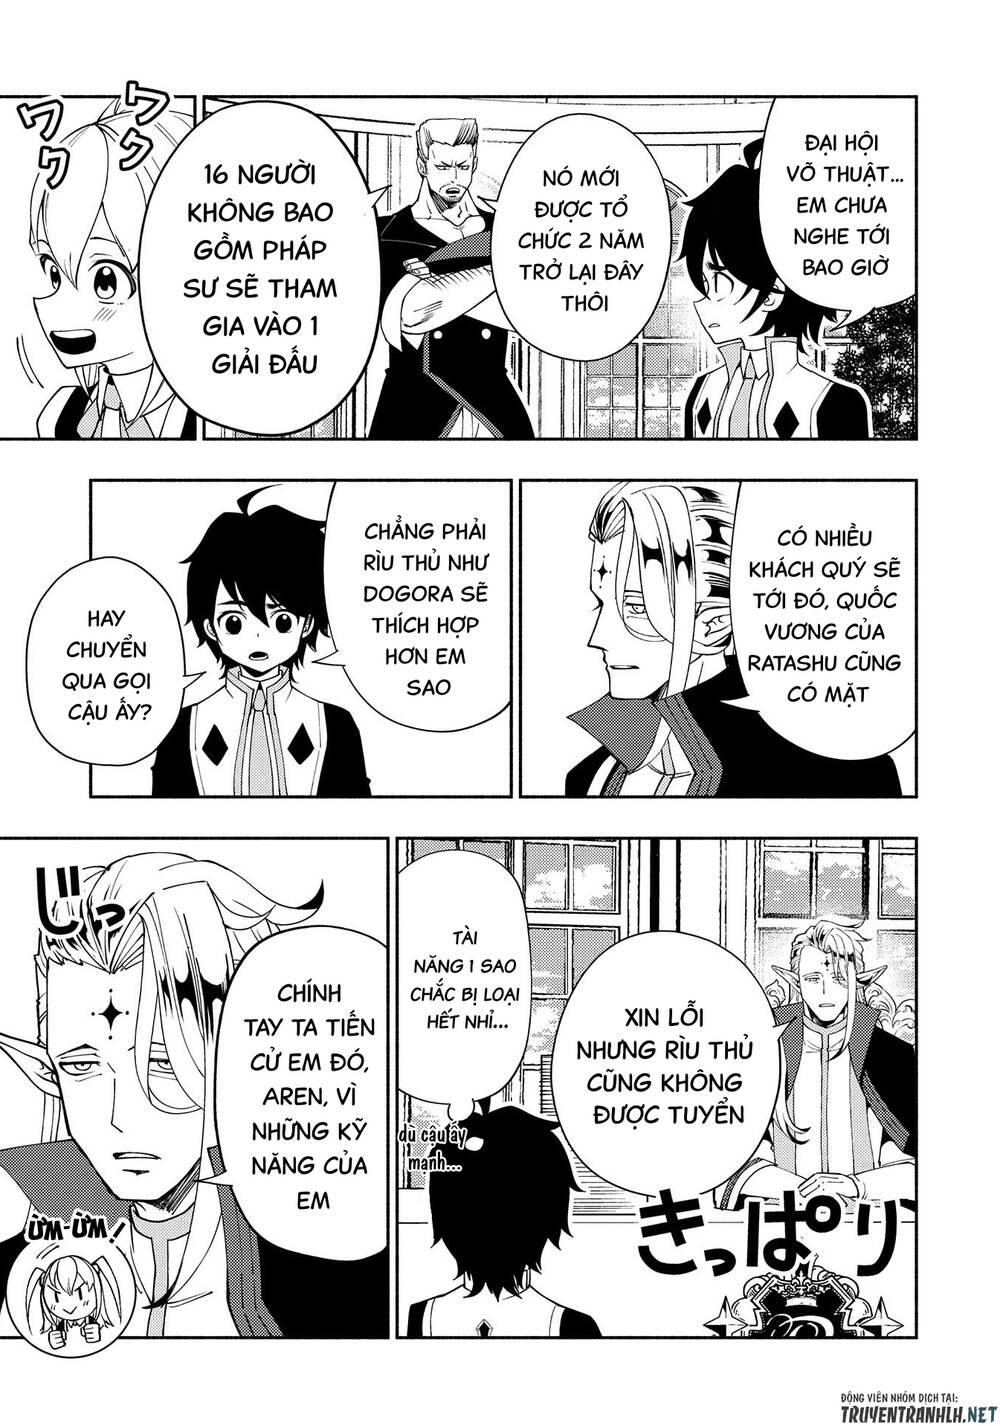 ĐẠI HỘI
VÕ THUẬT...
EM CHƯA
NGHE TỚI
BAO GIỜ
NÓ MỚI
ĐƯỢC TỔ
CHỨC 2 NĂM
TRỞ LẠI ĐÂY
THÔI
16 NGƯỜI
KHÔNG BAO
GỒM PHÁP
SƯ SẼ THAM
GIA VÀO 1
GIẢI ĐẤU
ワク
ワク
CÓ NHIỀU
KHÁCH QUÝ SẼ
TỚI ĐÓ, QUỐC
VƯƠNG CỦA
RATASHU CŨNG
CÓ MẶT
CHẲNG PHẢI
RÌU THỦ NHƯ
DOGORA SẼ
THÍCH HỢP
HƠN EM
SAO
HAY
CHUYỂN
QUA GỌI
CẬU ẤY?
XIN LỖI
NHƯNG RÌU THỦ
CŨNG KHÔNG
ĐƯỢC TUYỂN
きっぱり
TÀI
NĂNG 1 SAO
CHẮC BỊ LOẠI
HẾT NHỈ...
dù cậu ấy
mạnh...
じっ
CHÍNH
TAY TA TIẾN
CỬ EM ĐÓ,
AREN, VÌ
NHỮNG KỸ
NĂNG CỦA
EM
ỪM-ỪM!
ĐỘNG VIÊN NHÓM DỊCH TẠI:
TRUYENTRANHLH.NET